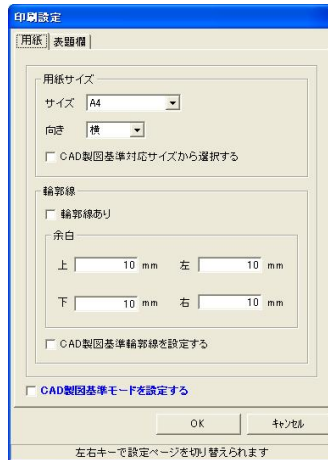 印刷設定
用紙 表題欄
用紙サイズ
サイズ A4
向き 横
CAD製図基準対応サイズから選択する
輪郭線
輪郭線あり
余白
上 10 mm 左 10 mm
下 10 mm 右 10 mm
CAD製図基準輪郭線を設定する
CAD製図基準モードを設定する
OK キャンセル
左右キーで設定ページを切り替えられます